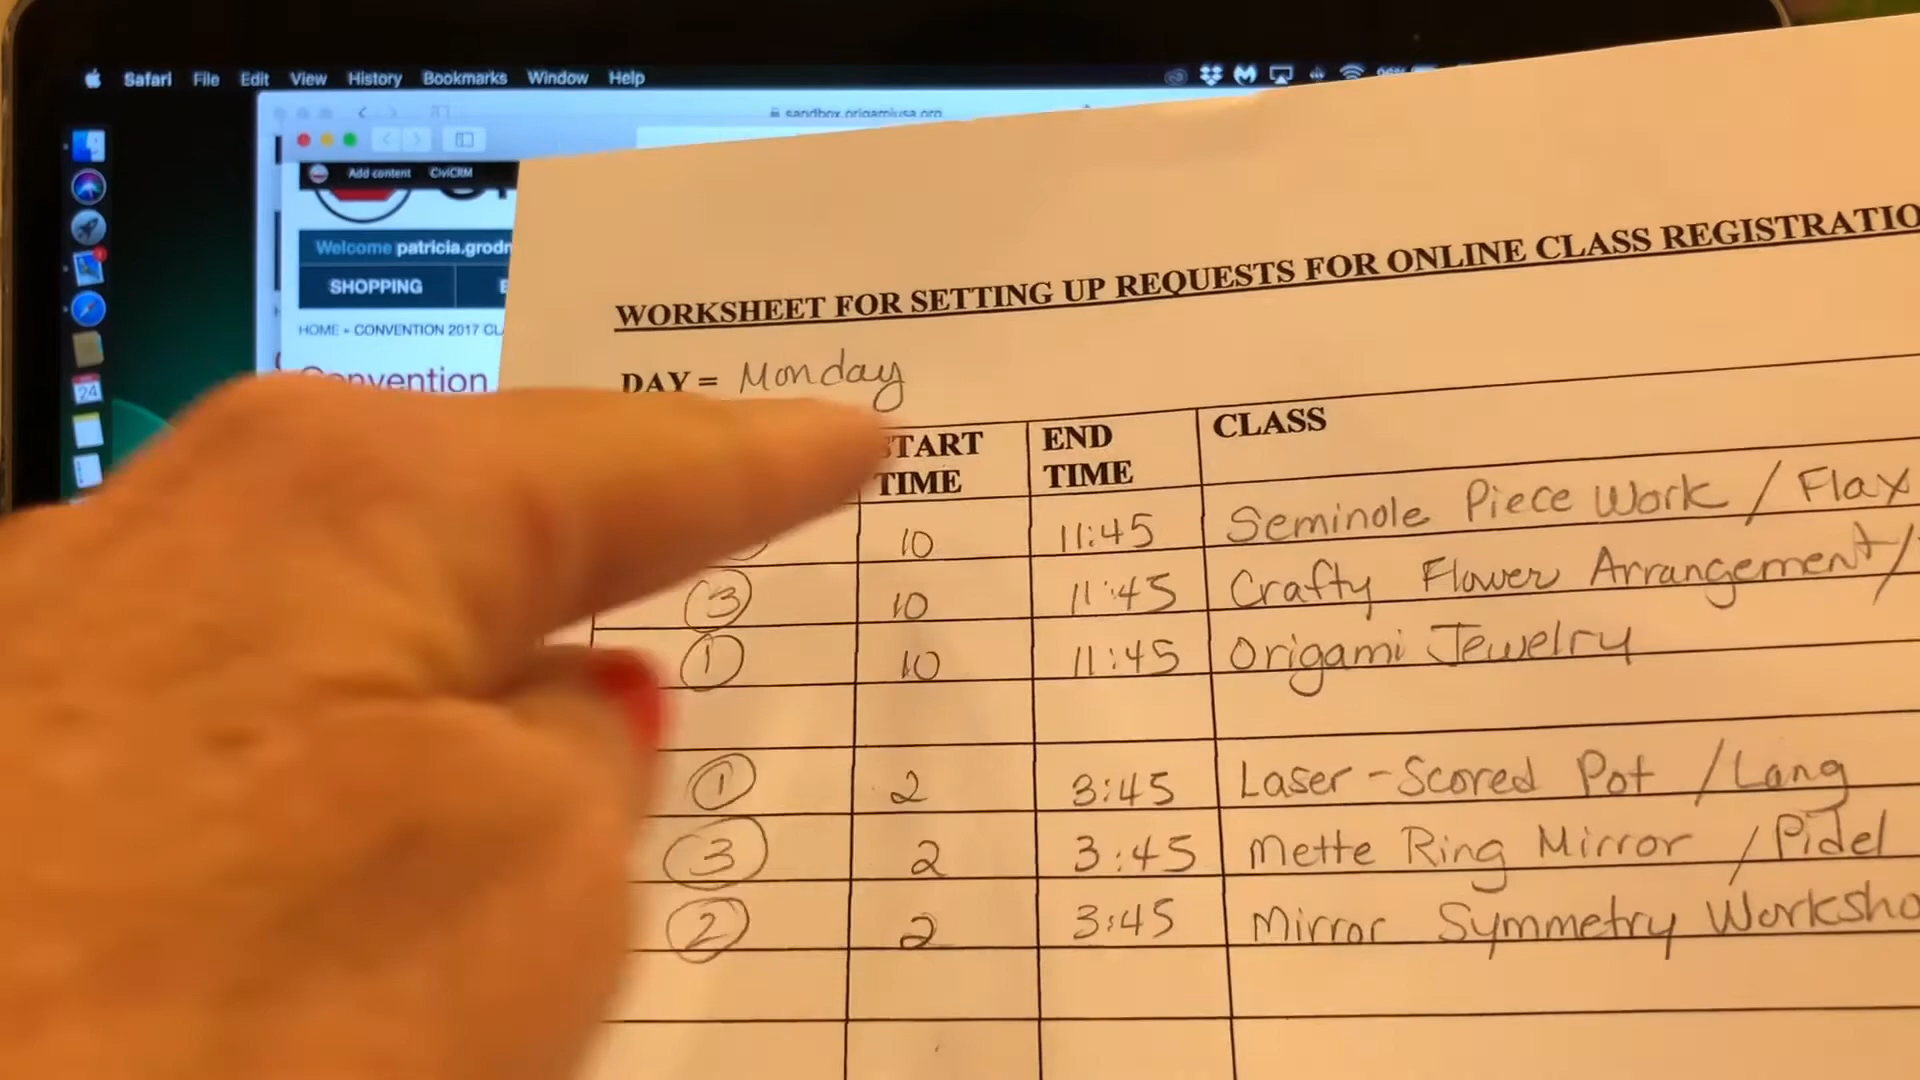 Safari File Edit View History Bookmarks Window Help
sandbox.origamiusa.org
Add content CiviCRM
Welcome patricia.grodn
SHOPPING E
HOME » CONVENTION 2017 CL
Convention
24
WORKSHEET FOR SETTING UP REQUESTS FOR ONLINE CLASS REGISTRATIO
DAY = Monday
START TIME END TIME CLASS
10 11:45 Seminole Piece Work / Flax
3 10 11:45 Crafty Flower Arrangement /
1 10 11:45 Origami Jewelry
1 2 3:45 Laser-Scored Pot / Lang
3 2 3:45 Mette Ring Mirror / Pidel
2 2 3:45 Mirror Symmetry Worksho